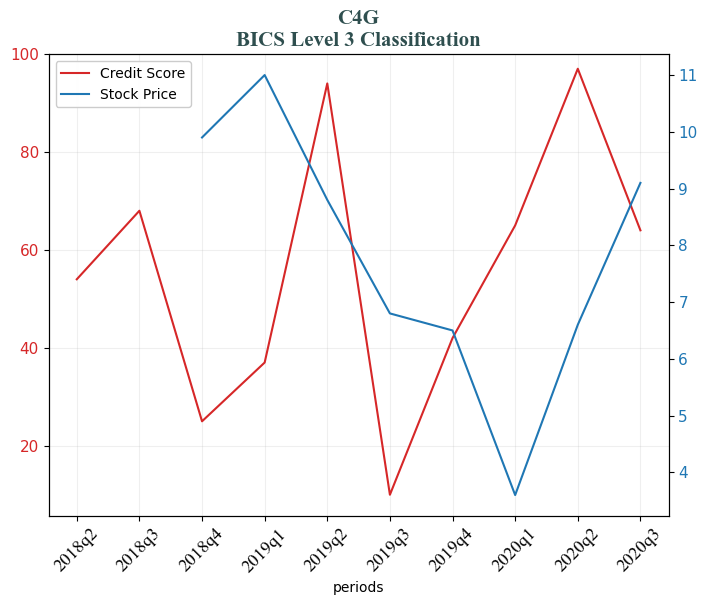 C4G
BICS Level 3 Classification
Credit Score
Stock Price
100
80
60
40
20
11
10
9
8
7
6
5
4
2018q2
2018q3
2018q4
2019q1
2019q2
2019q3
2019q4
2020q1
2020q2
2020q3
periods